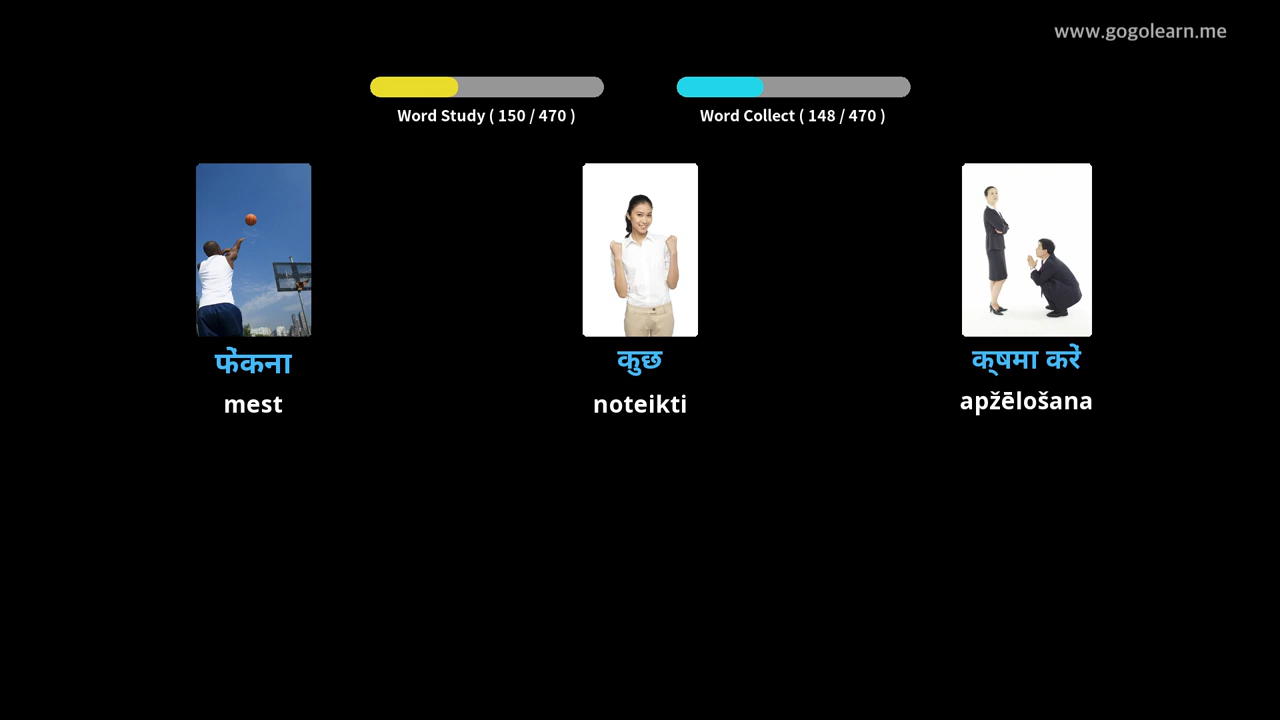 www.gogolearn.me
Word Study ( 150 / 470 )
Word Collect ( 148 / 470 )
फेंकना
कुछ
क्षमा करें
mest
noteikti
apžēlošana